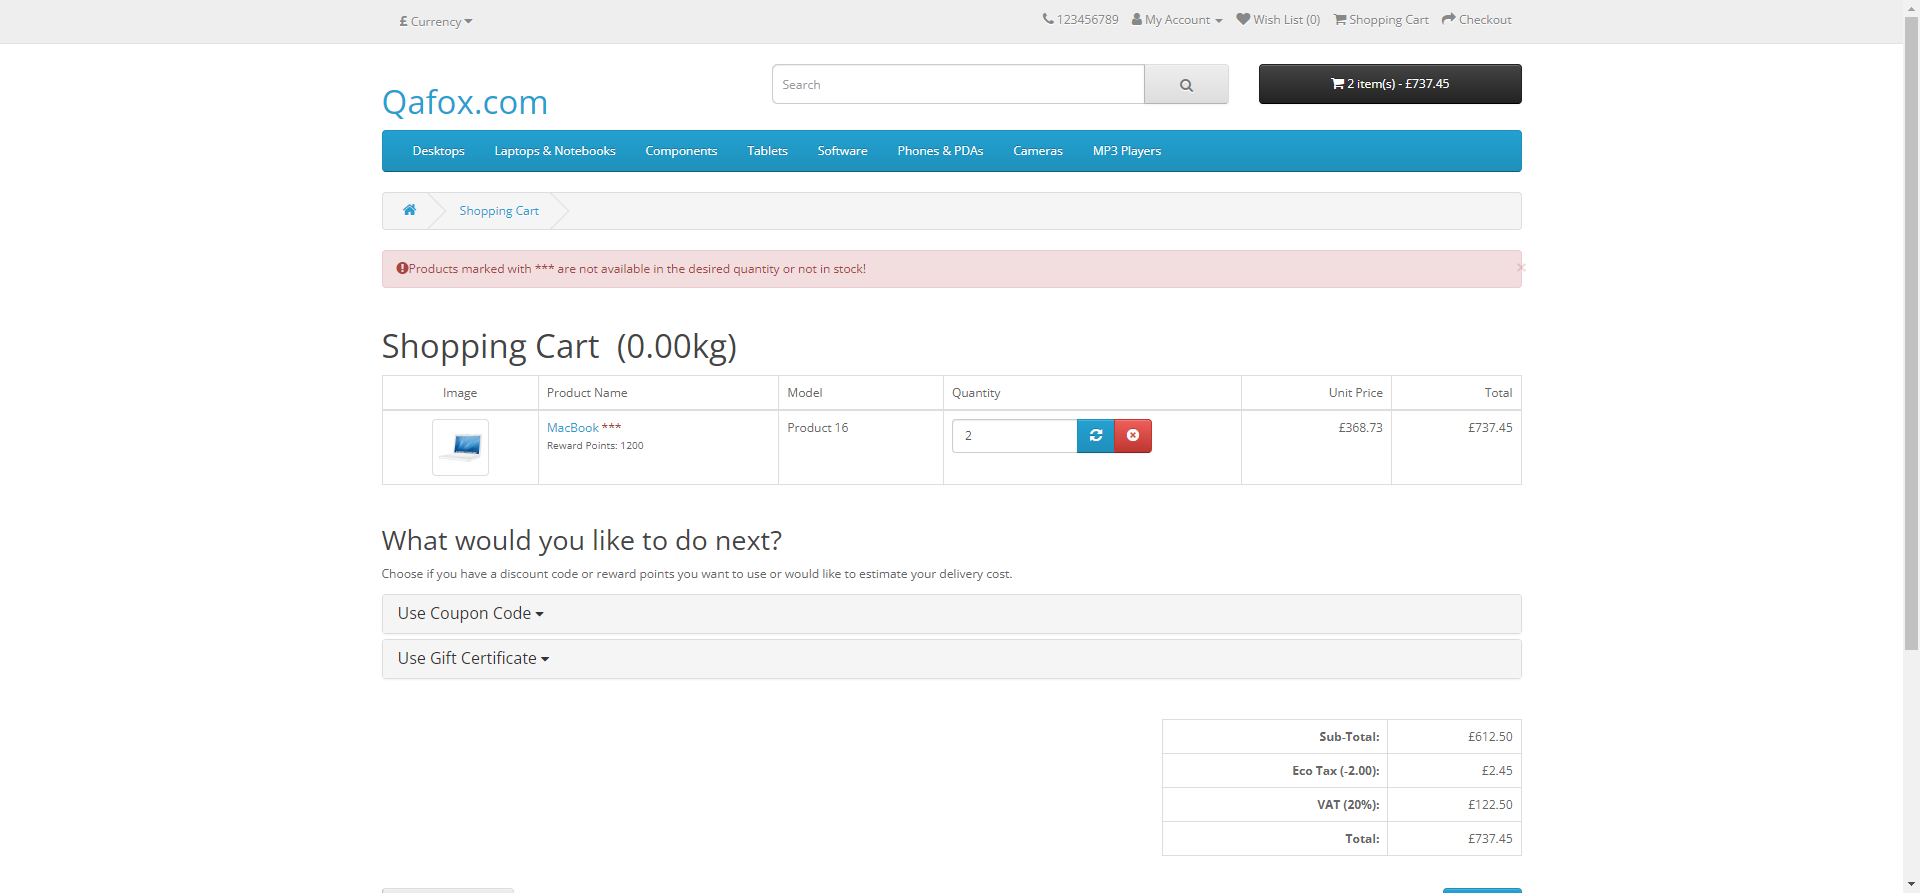 £ Currency
123456789 My Account Wish List (0) Shopping Cart Checkout
Qafox.com
Search
2 item(s) - £737.45
Desktops Laptops & Notebooks Components Tablets Software Phones & PDAs Cameras MP3 Players
Shopping Cart
Products marked with *** are not available in the desired quantity or not in stock!
×
Shopping Cart (0.00kg)
Image Product Name Model Quantity Unit Price Total
MacBook *** Product 16 2 £368.73 £737.45
Reward Points: 1200
What would you like to do next?
Choose if you have a discount code or reward points you want to use or would like to estimate your delivery cost.
Use Coupon Code
Use Gift Certificate
Sub-Total: £612.50
Eco Tax (-2.00): £2.45
VAT (20%): £122.50
Total: £737.45